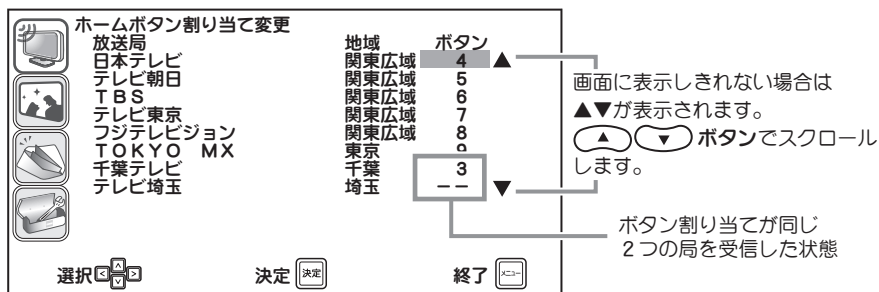 ホームボタン割り当て変更
放送局 地域 ボタン
日本テレビ 関東広域 4 ▲
テレビ朝日 関東広域 5
TBS 関東広域 6
テレビ東京 関東広域 7
フジテレビジョン 関東広域 8
TOKYO MX 東京 9
千葉テレビ 千葉 3
テレビ埼玉 埼玉 −− ▼
選択 決定 決定 終了 メニュー
画面に表示しきれない場合は
▲▼が表示されます。
▲ ▼ ボタンでスクロール
します。
ボタン割り当てが同じ
2つの局を受信した状態